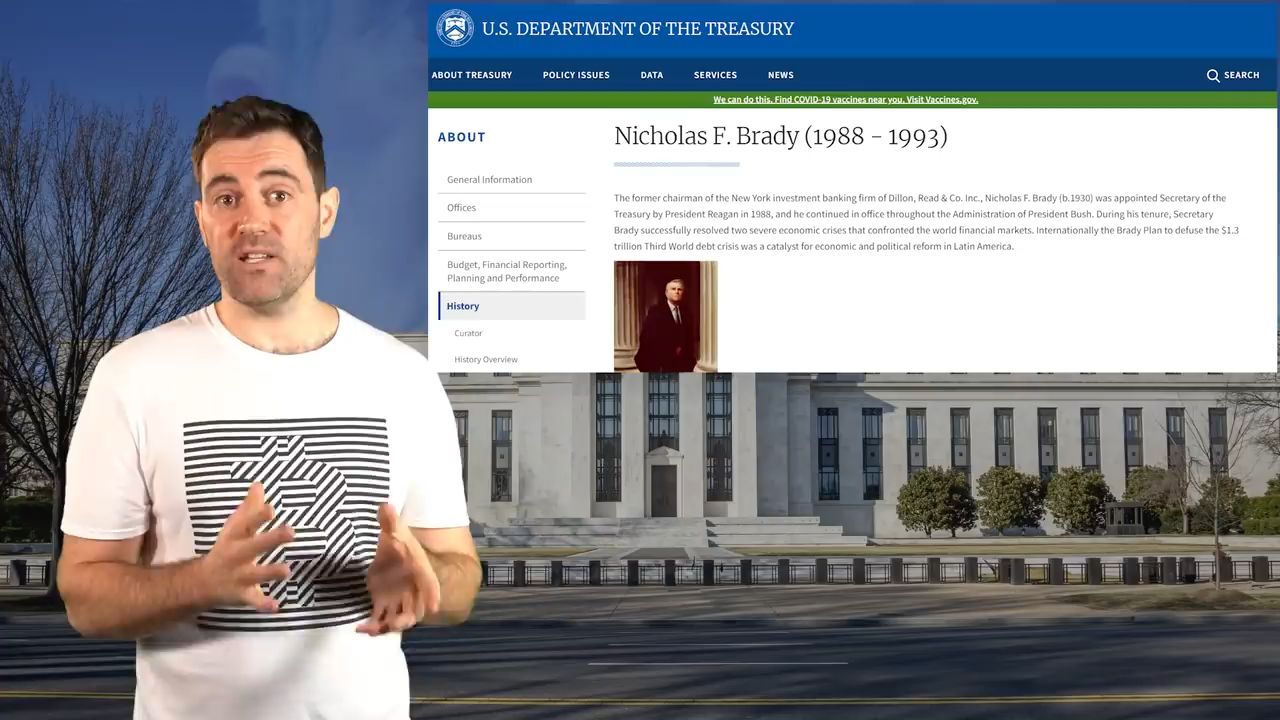 U.S. DEPARTMENT OF THE TREASURY
ABOUT TREASURY POLICY ISSUES DATA SERVICES NEWS SEARCH
We can do this. Find COVID-19 vaccines near you. Visit Vaccines.gov.
ABOUT
General Information
Offices
Bureaus
Budget, Financial Reporting,
Planning and Performance
History
Curator
History Overview
Nicholas F. Brady (1988 - 1993)
The former chairman of the New York investment banking firm of Dillon, Read & Co. Inc., Nicholas F. Brady (b.1930) was appointed Secretary of the
Treasury by President Reagan in 1988, and he continued in office throughout the Administration of President Bush. During his tenure, Secretary
Brady successfully resolved two severe economic crises that confronted the world financial markets. Internationally the Brady Plan to defuse the $1.3
trillion Third World debt crisis was a catalyst for economic and political reform in Latin America.